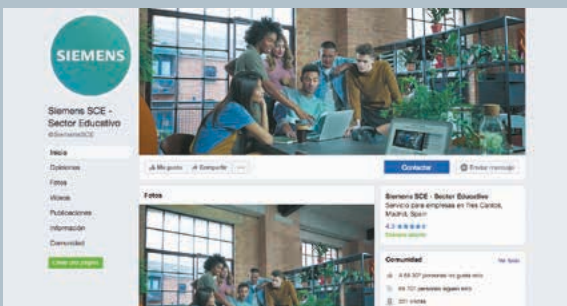 SIEMENS
Siemens SCE -
Sector Educativo
@SiemensSCE
Inicio
Opiniones
Fotos
Vídeos
Publicaciones
Información
Comunidad
Crear una página
Me gusta
Compartir
Contactar
Enviar mensaje
Fotos
Siemens SCE - Sector Educativo
Servicio para empresas en Tres Cantos,
Madrid, Spain
Comunidad
Ver todo
personas